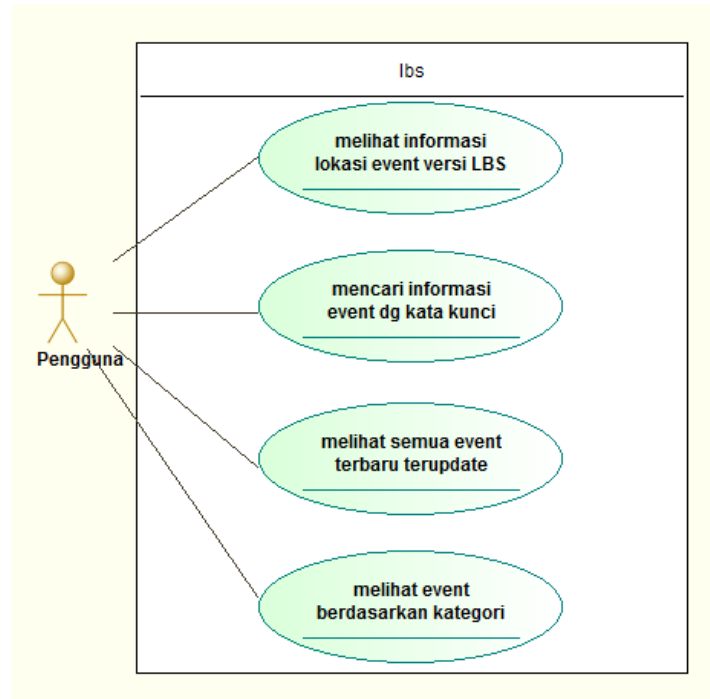 lbs
melihat informasi
lokasi event versi LBS
mencari informasi
event dg kata kunci
Pengguna
melihat semua event
terbaru terupdate
melihat event
berdasarkan kategori